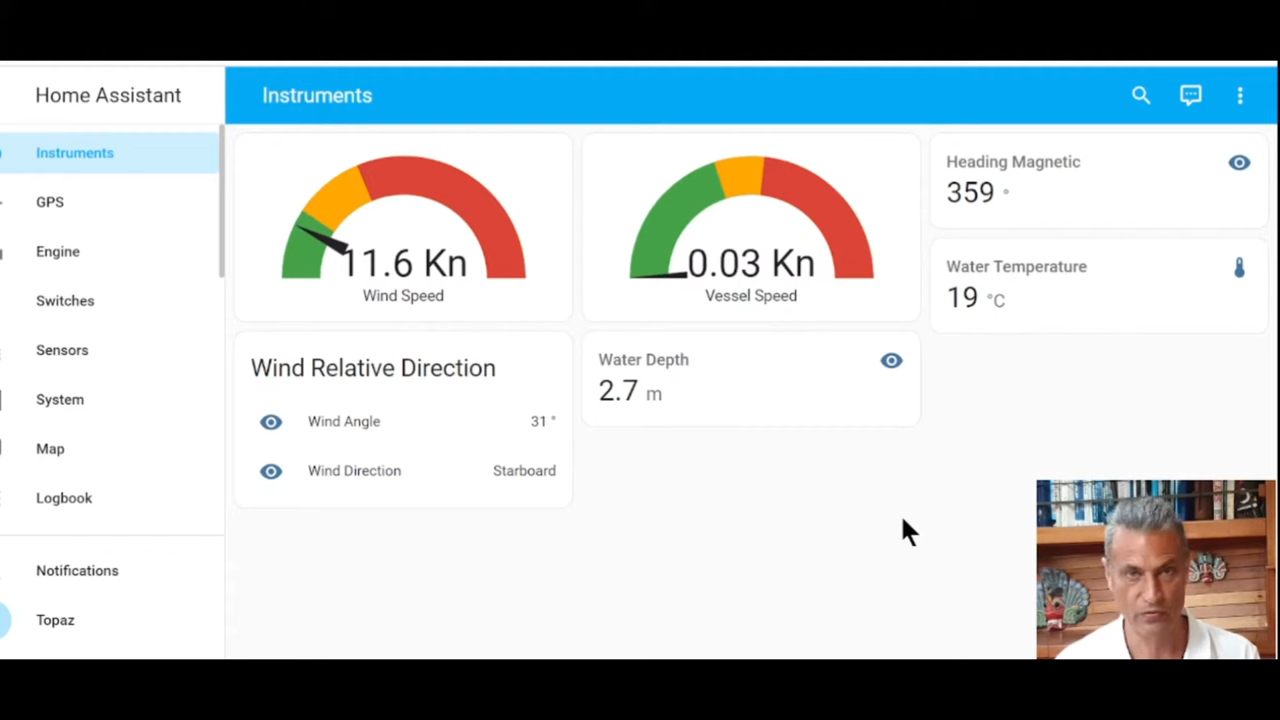 Home Assistant
Instruments
GPS
Engine
Switches
Sensors
System
Map
Logbook
Notifications
Topaz
Instruments
11.6 Kn
Wind Speed
0.03 Kn
Vessel Speed
Heading Magnetic
359 °
Water Temperature
19 °C
Wind Relative Direction
Wind Angle 31 °
Wind Direction Starboard
Water Depth
2.7 m